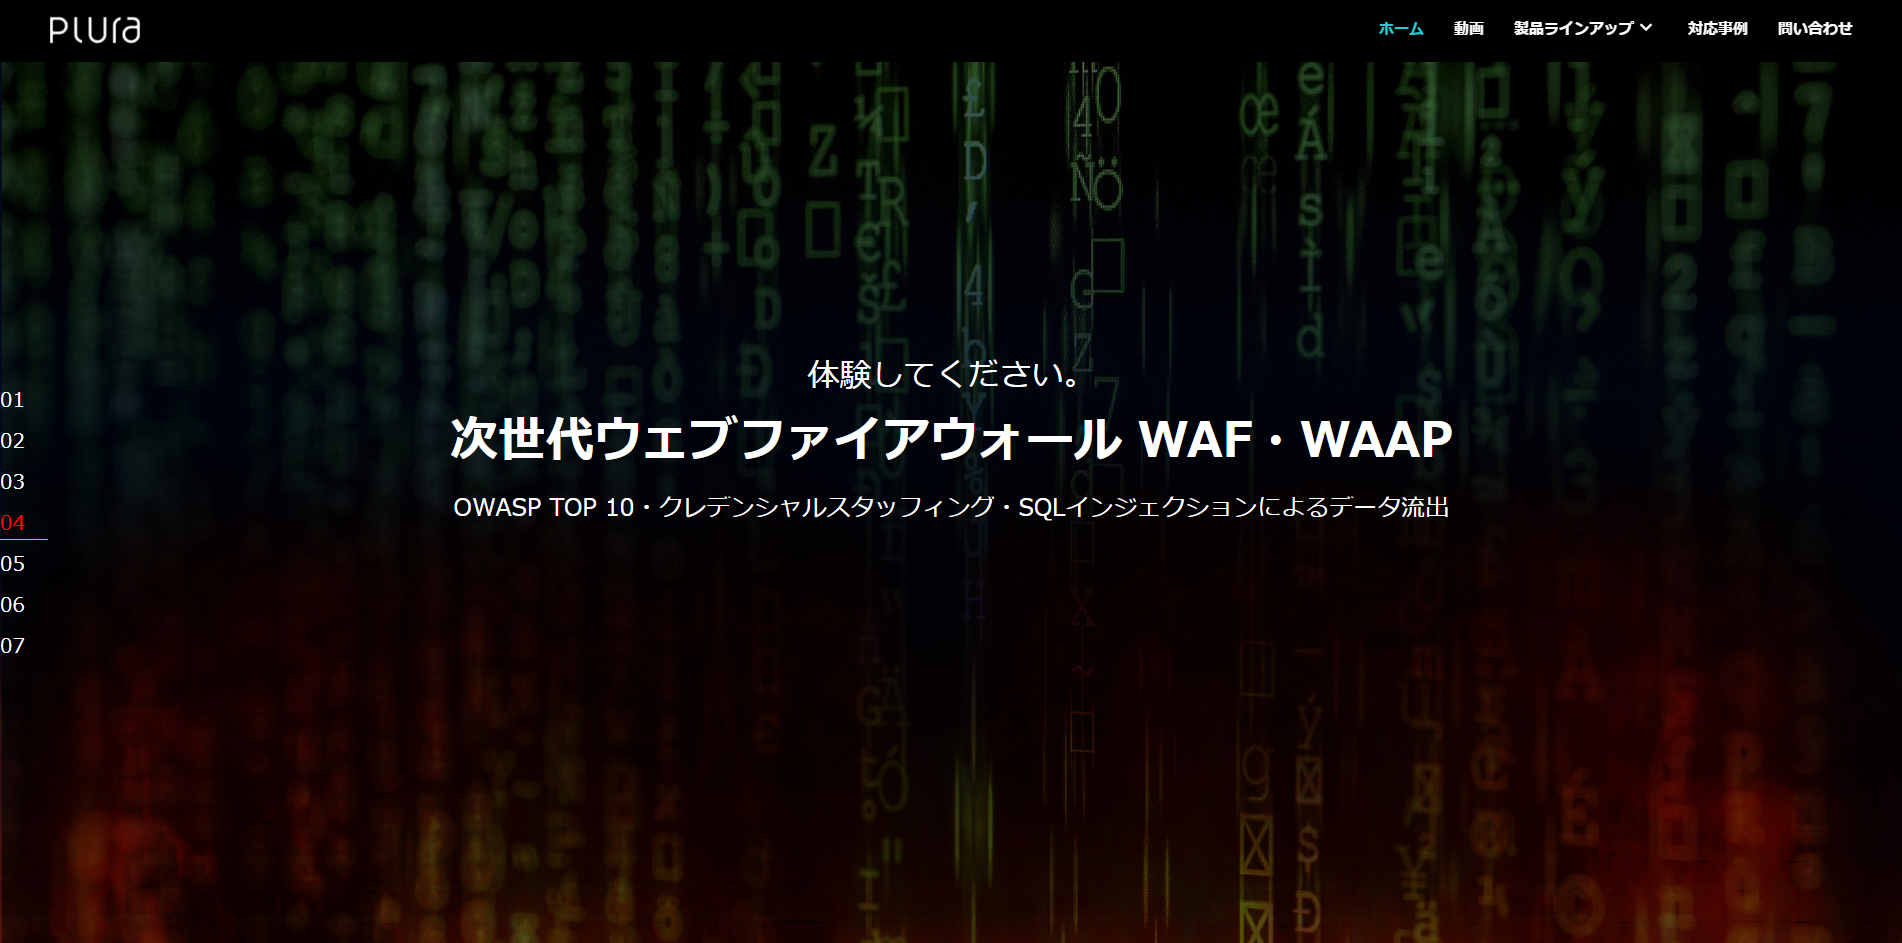 Plura
ホーム 動画 製品ラインアップ 対応事例 問い合わせ
体験してください。
次世代ウェブファイアウォール WAF・WAAP
OWASP TOP 10・クレデンシャルスタッフィング・SQLインジェクションによるデータ流出
01
02
03
04
05
06
07